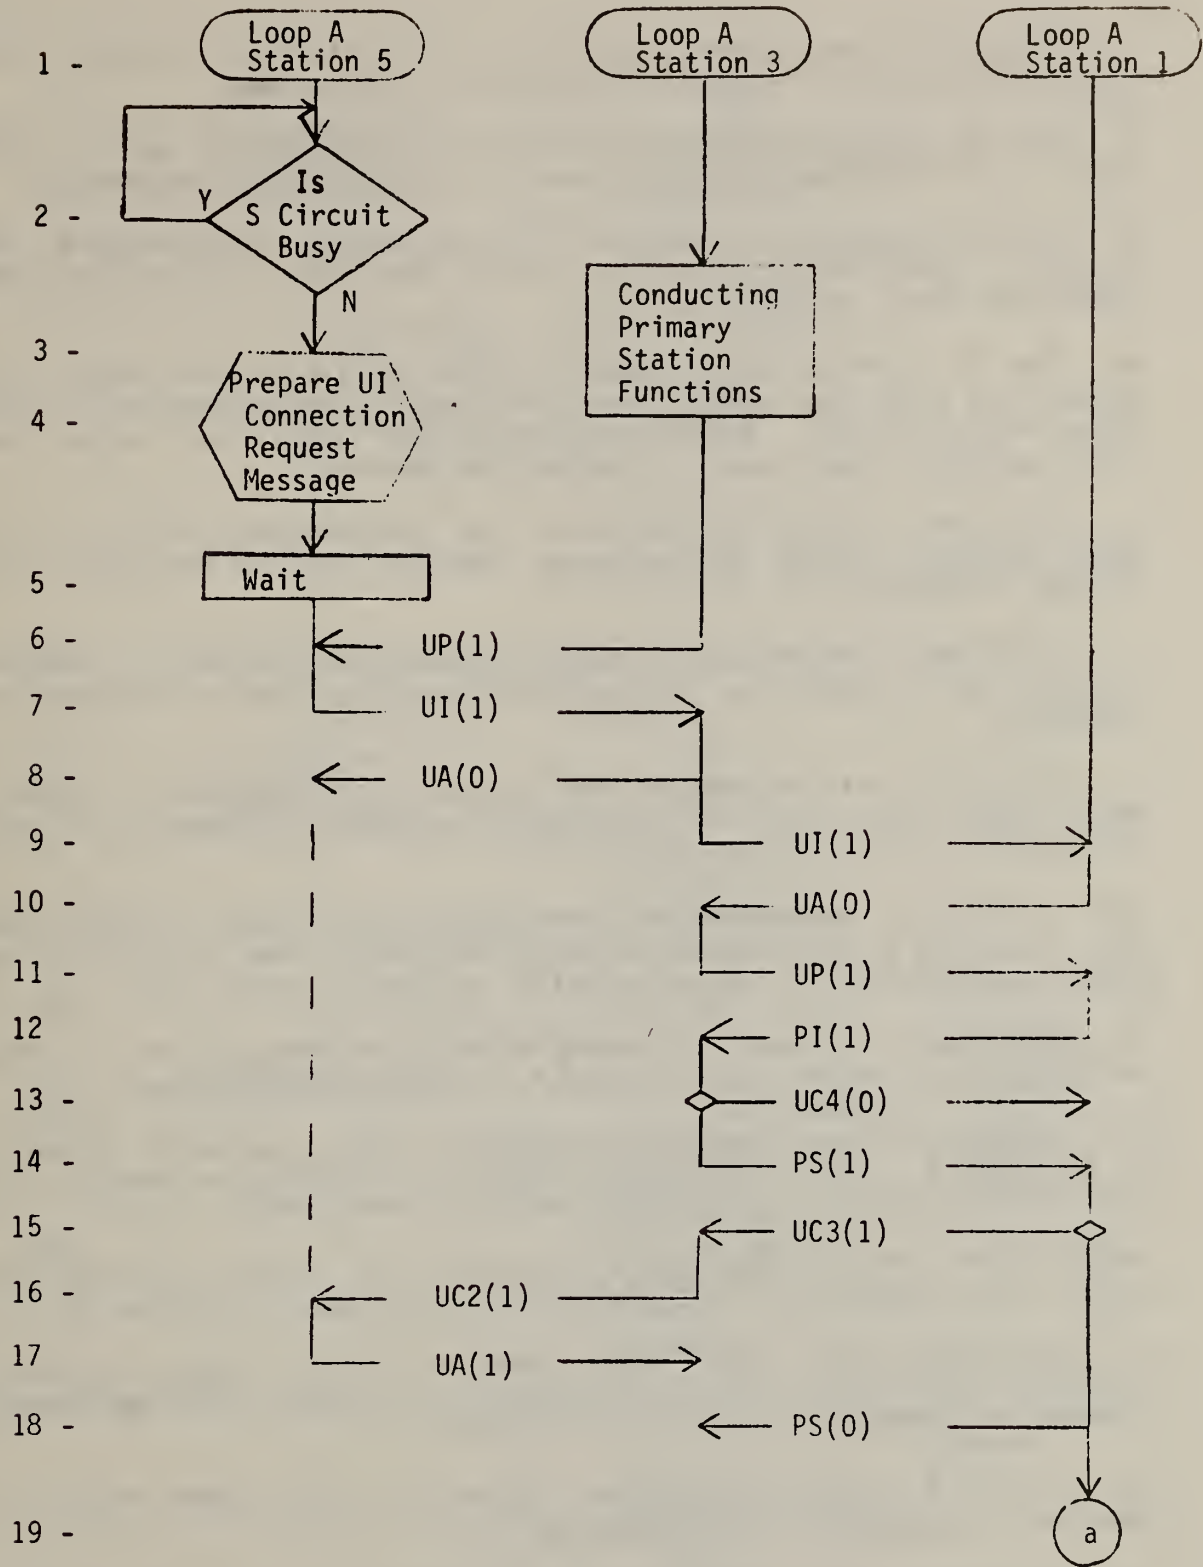 Loop A
Station 5
Loop A
Station 3
Loop A
Station 1
1 -
Y
Is
S Circuit
Busy
2 -
N
Conducting
Primary
Station
Functions
3 -
Prepare UI
Connection
Request
Message
4 -
Wait
5 -
6 - UP(1)
7 - UI(1)
8 - UA(0)
9 - UI(1)
10 - UA(0)
11 - UP(1)
12 PI(1)
13 - UC4(0)
14 - PS(1)
15 - UC3(1)
16 - UC2(1)
17 UA(1)
18 - PS(0)
19 - a